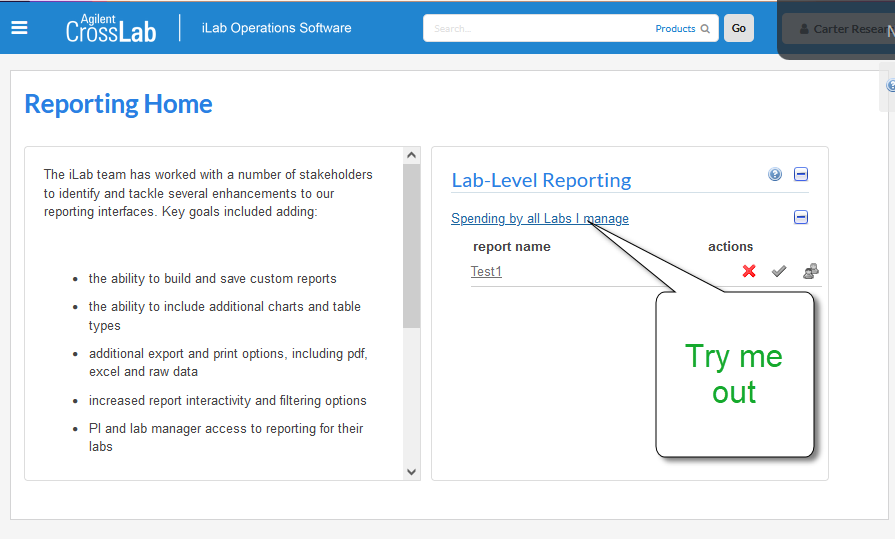 Agilent
CrossLab
iLab Operations Software
Search...
Products
Go
Carter Resear
N
Reporting Home
The iLab team has worked with a number of stakeholders
to identify and tackle several enhancements to our
reporting interfaces. Key goals included adding:
• the ability to build and save custom reports
• the ability to include additional charts and table
types
• additional export and print options, including pdf,
excel and raw data
• increased report interactivity and filtering options
• PI and lab manager access to reporting for their
labs
Lab-Level Reporting
Spending by all Labs I manage
report name actions
Test1
Try me
out